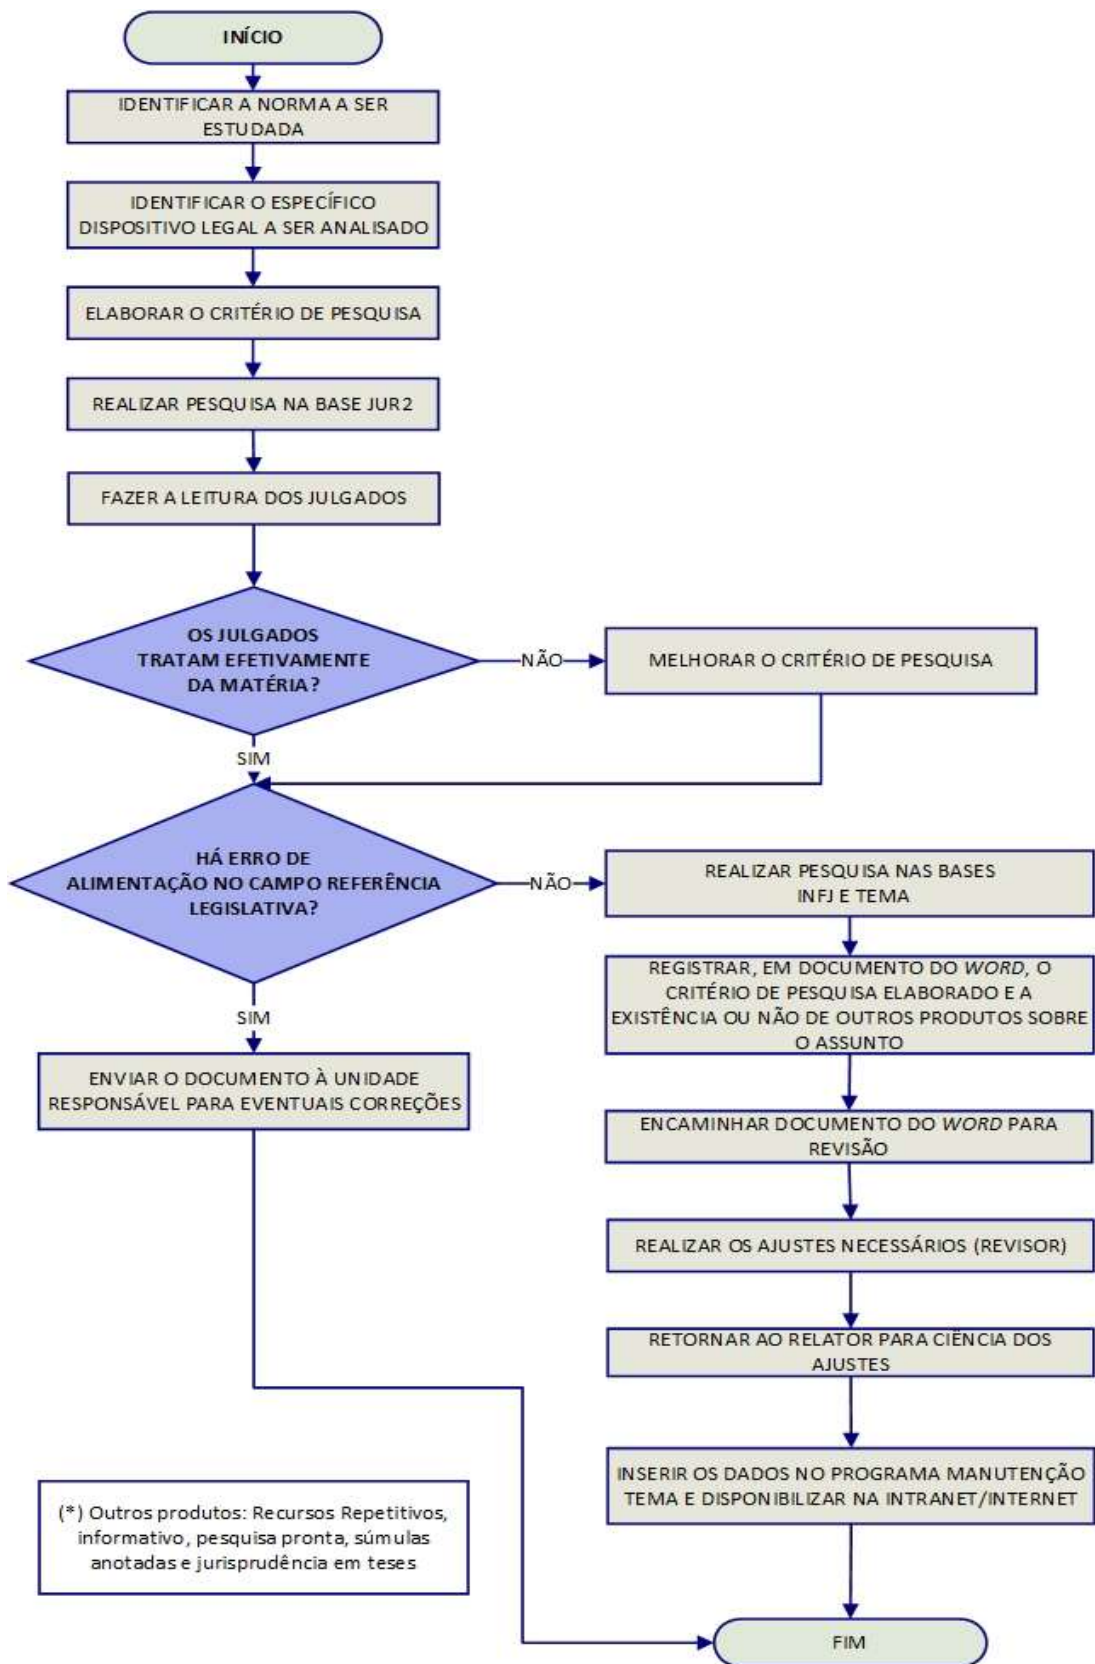 INÍCIO
IDENTIFICAR A NORMA A SER
ESTUDADA
IDENTIFICAR O ESPECÍFICO
DISPOSITIVO LEGAL A SER ANALISADO
ELABORAR O CRITÉRIO DE PESQUISA
REALIZAR PESQUISA NA BASE JUR2
FAZER A LEITURA DOS JULGADOS
OS JULGADOS
TRATAM EFETIVAMENTE
DA MATÉRIA?
NÃO
MELHORAR O CRITÉRIO DE PESQUISA
SIM
HÁ ERRO DE
ALIMENTAÇÃO NO CAMPO REFERÊNCIA
LEGISLATIVA?
NÃO
REALIZAR PESQUISA NAS BASES
INFJ E TEMA
REGISTRAR, EM DOCUMENTO DO WORD, O
CRITÉRIO DE PESQUISA ELABORADO E A
EXISTÊNCIA OU NÃO DE OUTROS PRODUTOS SOBRE
O ASSUNTO
SIM
ENVIAR O DOCUMENTO À UNIDADE
RESPONSÁVEL PARA EVENTUAIS CORREÇÕES
ENCAMINHAR DOCUMENTO DO WORD PARA
REVISÃO
REALIZAR OS AJUSTES NECESSÁRIOS (REVISOR)
RETORNAR AO RELATOR PARA CIÊNCIA DOS
AJUSTES
INSERIR OS DADOS NO PROGRAMA MANUTENÇÃO
TEMA E DISPONIBILIZAR NA INTRANET/INTERNET
(*) Outros produtos: Recursos Repetitivos,
informativo, pesquisa pronta, súmulas
anotadas e jurisprudência em teses
FIM